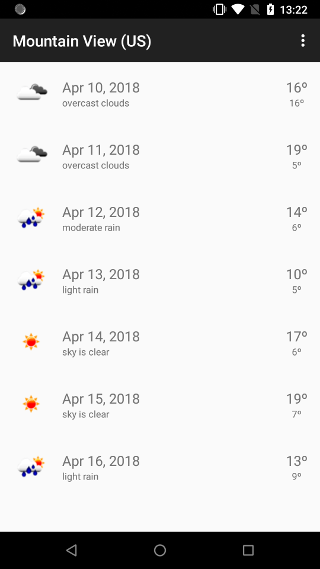 13:22
Mountain View (US)
Apr 10, 2018 16º
overcast clouds 16º
Apr 11, 2018 19º
overcast clouds 5º
Apr 12, 2018 14º
moderate rain 6º
Apr 13, 2018 10º
light rain 5º
Apr 14, 2018 17º
sky is clear 6º
Apr 15, 2018 19º
sky is clear 7º
Apr 16, 2018 13º
light rain 9º